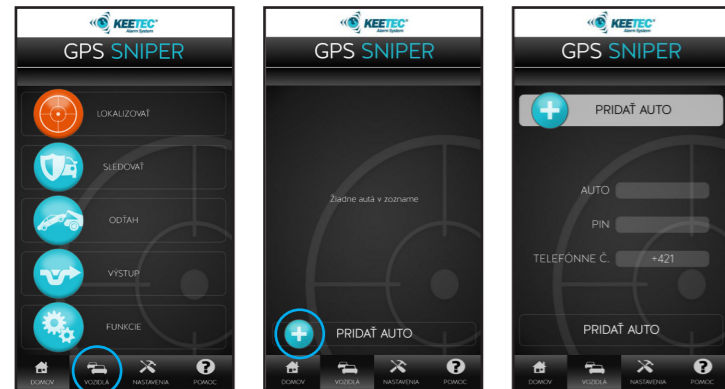 KEETEC®
Alarm System
GPS SNIPER
LOKALIZOVAŤ
SLEDOVAŤ
ODŤAH
VÝSTUP
FUNKCIE
DOMOV
VOZIDLÁ
NASTAVENIA
POMOC
KEETEC®
Alarm System
GPS SNIPER
Žiadne autá v zozname
PRIDAŤ AUTO
DOMOV
VOZIDLÁ
NASTAVENIA
POMOC
KEETEC®
Alarm System
GPS SNIPER
PRIDAŤ AUTO
AUTO
PIN
TELEFÓNNE Č. +421
PRIDAŤ AUTO
DOMOV
VOZIDLÁ
NASTAVENIA
POMOC